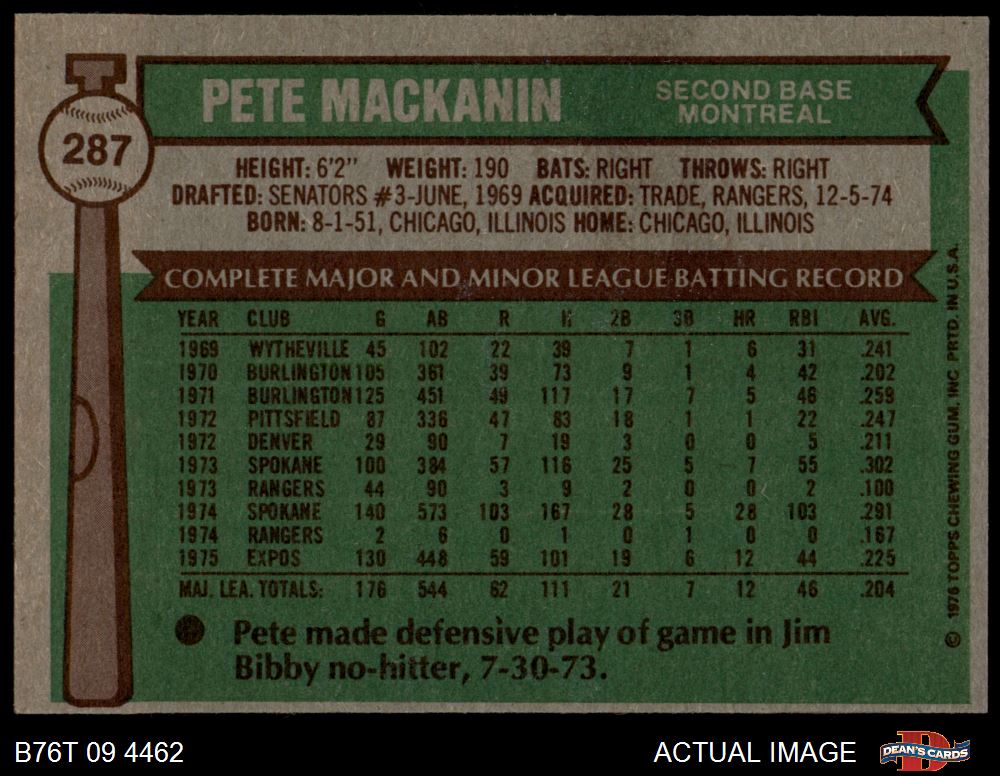 PETE MACKANIN
SECOND BASE
MONTREAL
287
HEIGHT: 6'2" WEIGHT: 190 BATS: RIGHT THROWS: RIGHT
DRAFTED: SENATORS #3-JUNE, 1969 ACQUIRED: TRADE, RANGERS, 12-5-74
BORN: 8-1-51, CHICAGO, ILLINOIS HOME: CHICAGO, ILLINOIS
COMPLETE MAJOR AND MINOR LEAGUE BATTING RECORD
YEAR CLUB G AB R H 2B 3B HR RBI AVG.
1969 WYTHEVILLE 45 102 22 39 7 1 6 31 .241
1970 BURLINGTON 105 361 39 73 9 1 4 42 .202
1971 BURLINGTON 125 451 49 117 17 7 5 46 .259
1972 PITTSFIELD 87 336 47 83 18 1 1 22 .247
1972 DENVER 29 90 7 19 3 0 0 5 .211
1973 SPOKANE 100 384 57 116 25 5 7 55 .302
1973 RANGERS 44 90 3 9 2 0 0 2 .100
1974 SPOKANE 140 573 103 167 28 5 28 103 .291
1974 RANGERS 2 6 0 1 0 1 0 0 .167
1975 EXPOS 130 448 59 101 19 6 12 44 .225
MAJ. LEA. TOTALS: 176 544 62 111 21 7 12 46 .204
Pete made defensive play of game in Jim
Bibby no-hitter, 7-30-73.
© 1976 TOPPS CHEWING GUM, INC PRTD. IN U.S.A.
B76T 09 4462
ACTUAL IMAGE
DEAN'S CARDS